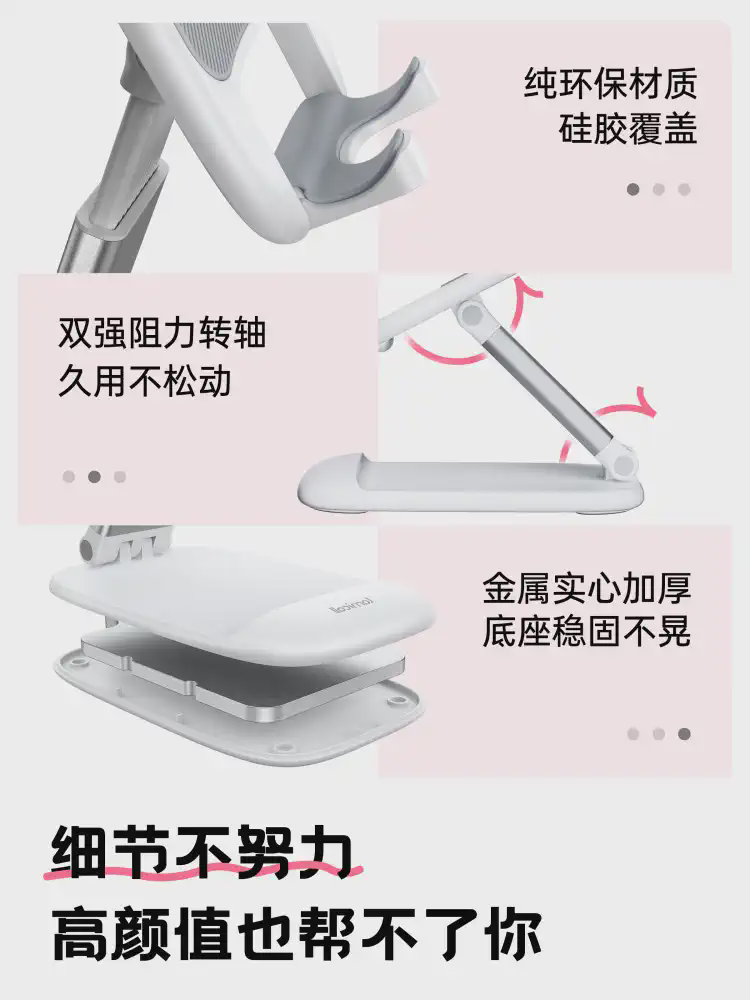 纯环保材质
硅胶覆盖
双强阻力转轴
久用不松动
金属实心加厚
底座稳固不晃
细节不努力
高颜值也帮不了你